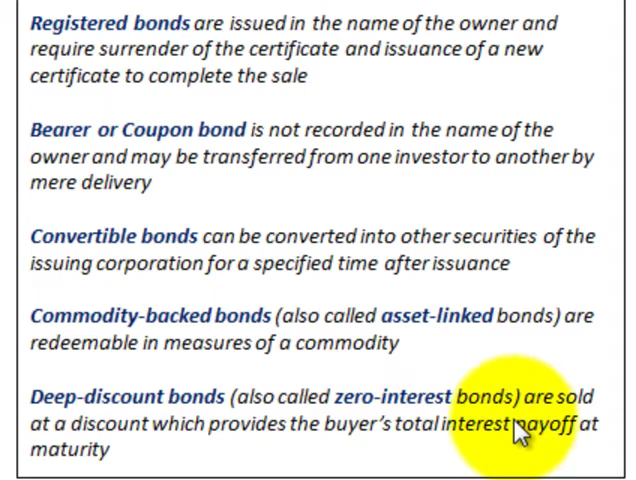 Registered bonds are issued in the name of the owner and
require surrender of the certificate and issuance of a new
certificate to complete the sale
Bearer or Coupon bond is not recorded in the name of the
owner and may be transferred from one investor to another by
mere delivery
Convertible bonds can be converted into other securities of the
issuing corporation for a specified time after issuance
Commodity-backed bonds (also called asset-linked bonds) are
redeemable in measures of a commodity
Deep-discount bonds (also called zero-interest bonds) are sold
at a discount which provides the buyer's total interest payoff at
maturity